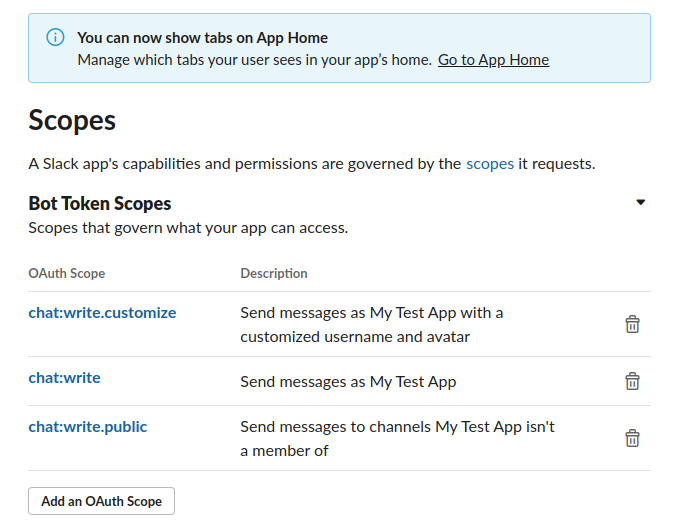 You can now show tabs on App Home
Manage which tabs your user sees in your app’s home. Go to App Home
Scopes
A Slack app's capabilities and permissions are governed by the scopes it requests.
Bot Token Scopes
Scopes that govern what your app can access.
OAuth Scope Description
chat:write.customize Send messages as My Test App with a
customized username and avatar
chat:write Send messages as My Test App
chat:write.public Send messages to channels My Test App isn't
a member of
Add an OAuth Scope